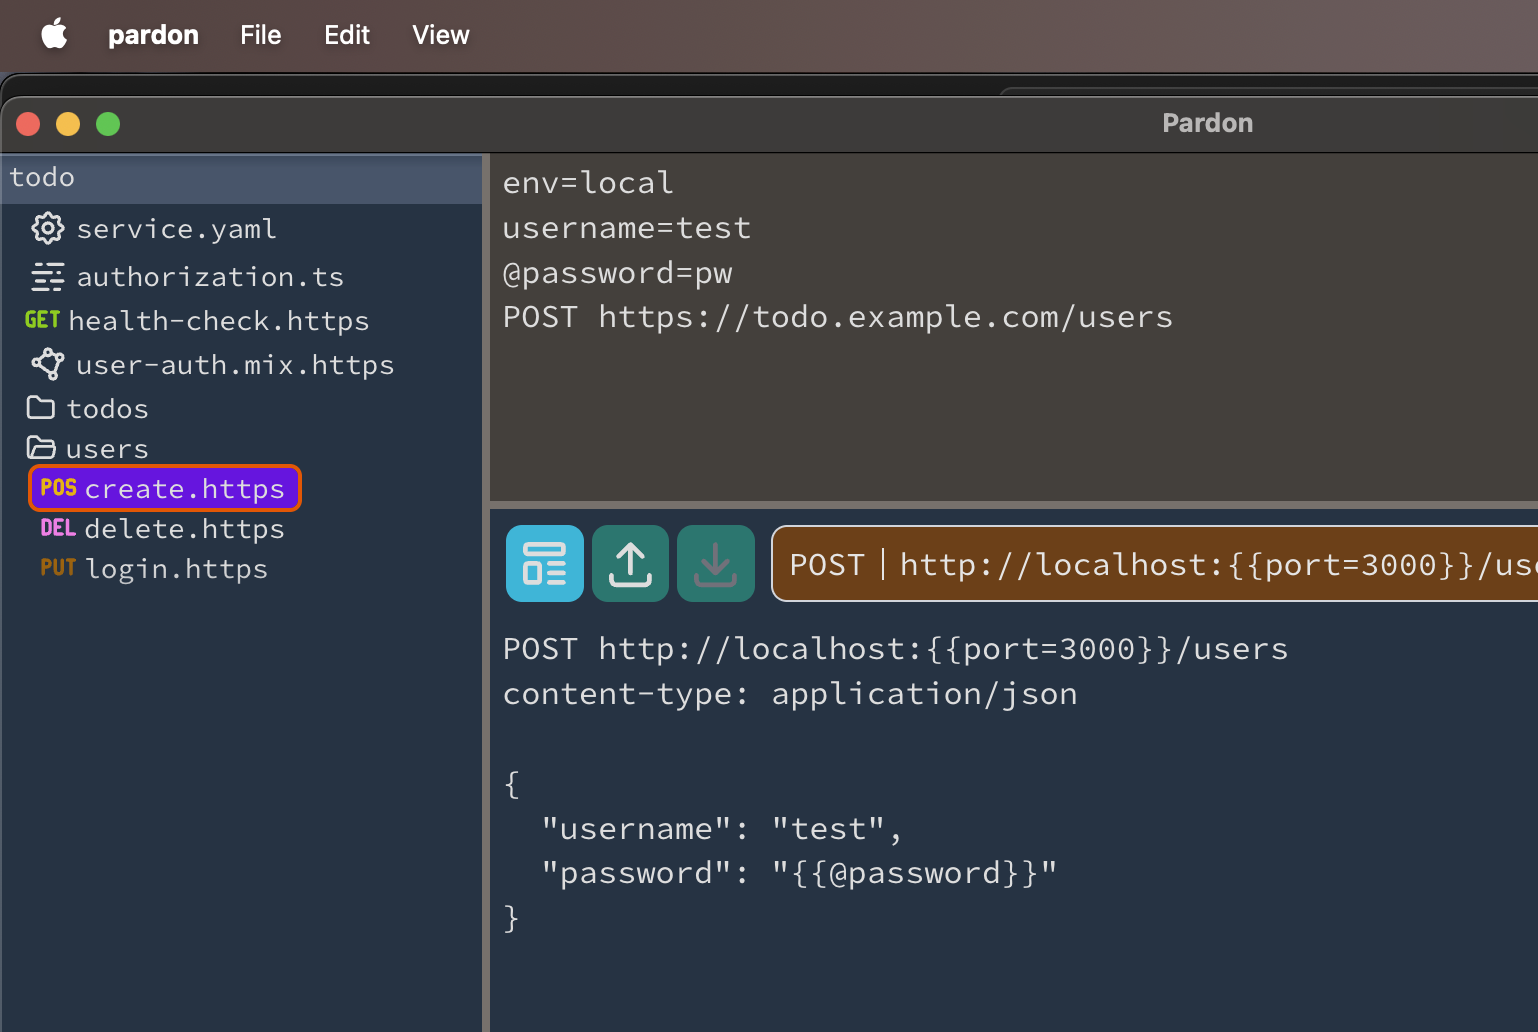 pardon File Edit View
Pardon
todo
service.yaml
authorization.ts
GET health-check.https
user-auth.mix.https
todos
users
POS create.https
DEL delete.https
PUT login.https
env=local
username=test
@password=pw
POST https://todo.example.com/users
POST http://localhost:{{port=3000}}/us
POST http://localhost:{{port=3000}}/users
content-type: application/json
{
"username": "test",
"password": "{{@password}}"
}